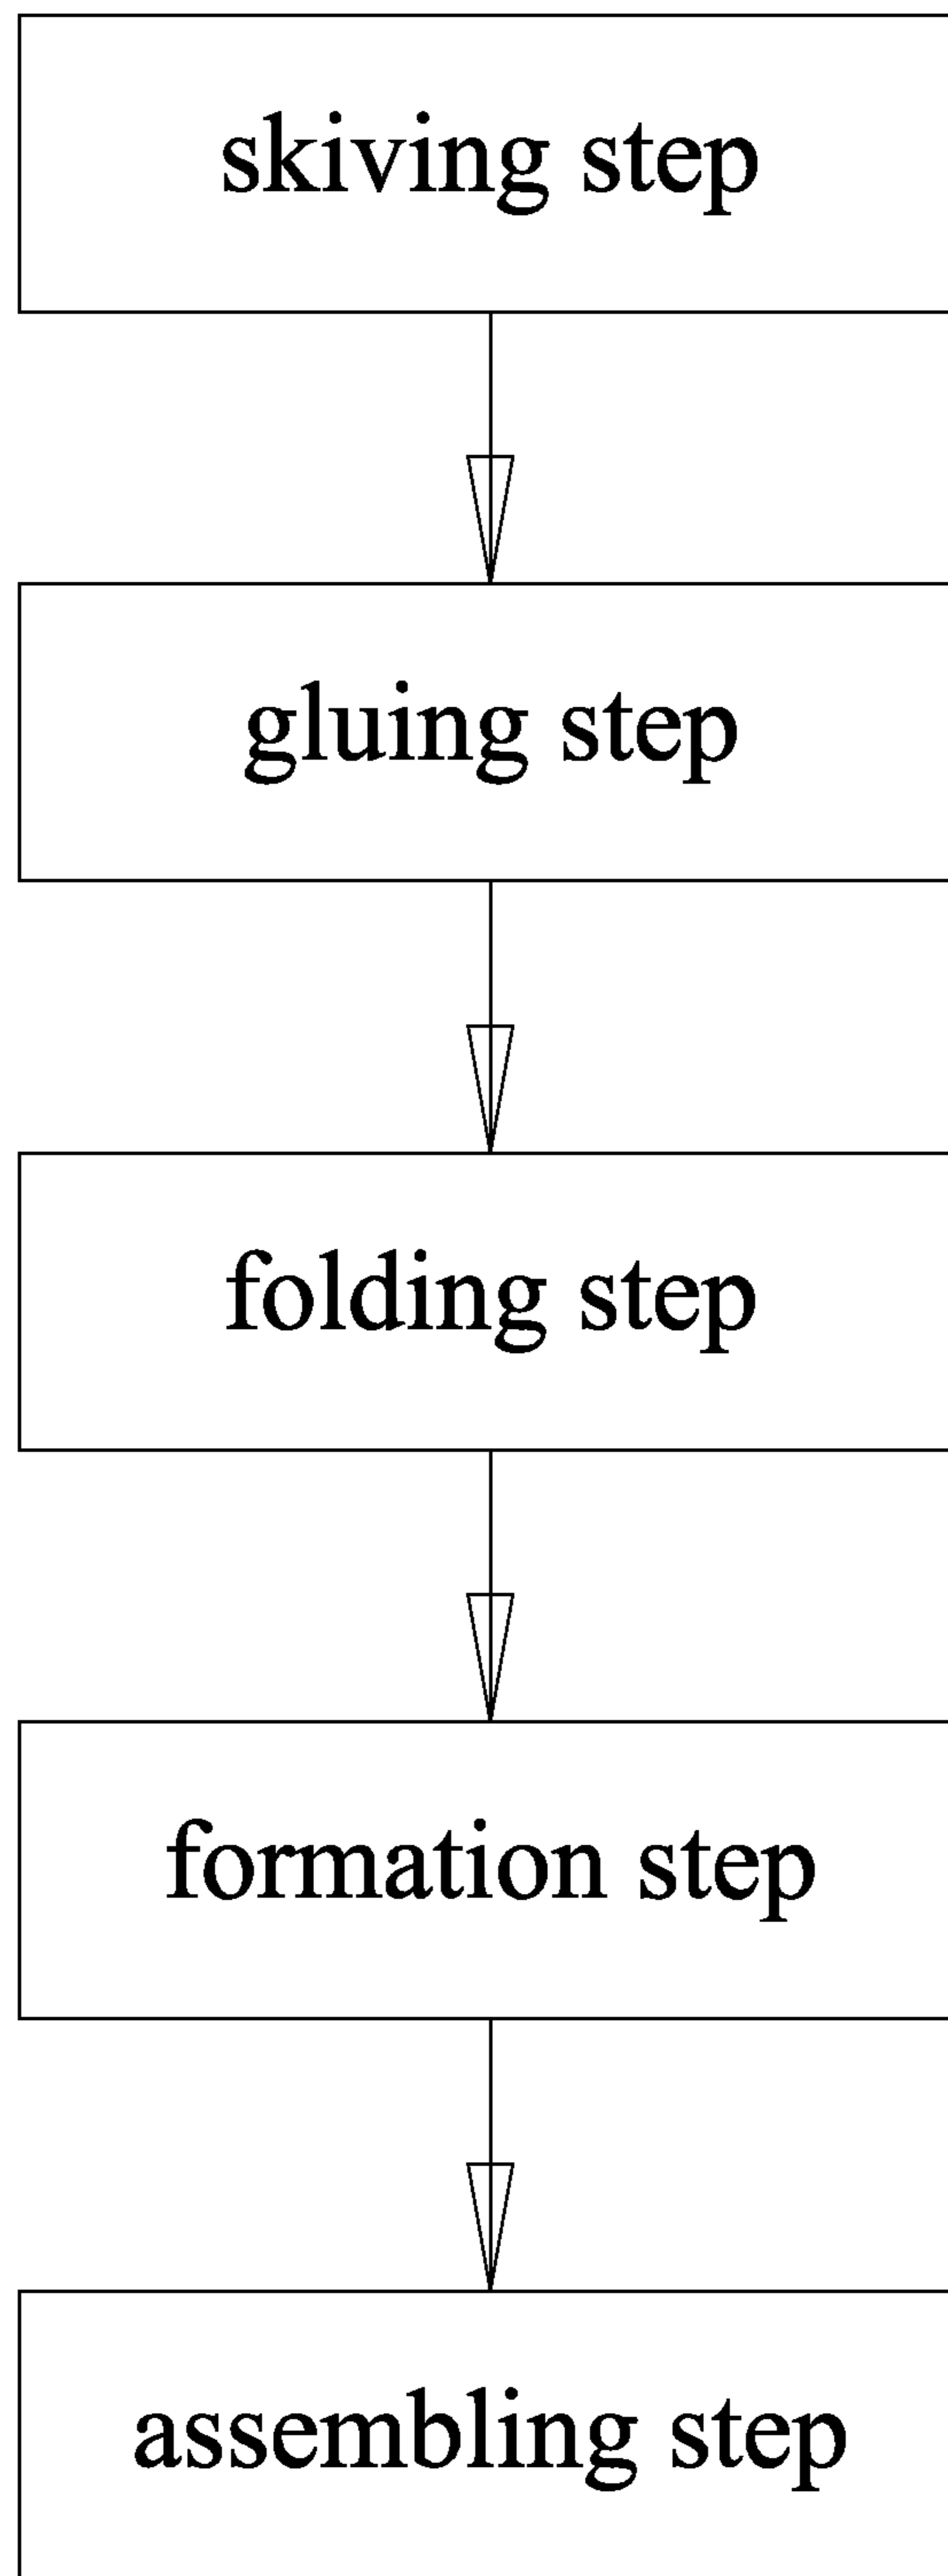 skiving step
gluing step
folding step
formation step
assembling step